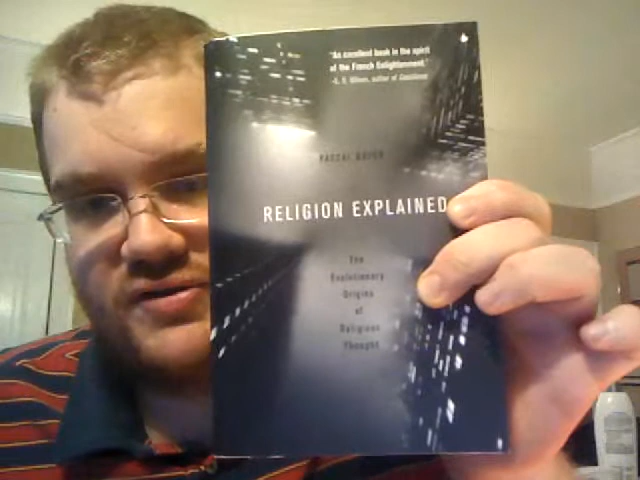 "An excellent book in the spirit
of the French Enlightenment."
-E. O. Wilson, author of Consilience
PASCAL BOYER
RELIGION EXPLAINED
The
Evolutionary
Origins
of
Religious
Thought